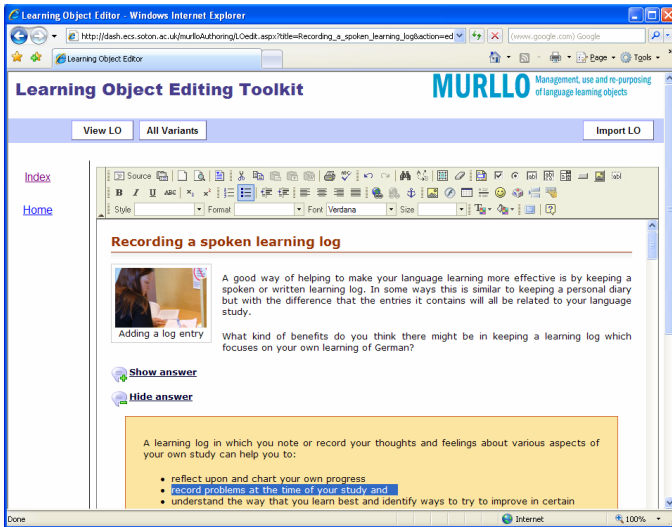 Learning Object Editor - Windows Internet Explorer
http://dash.ecs.soton.ac.uk/murlloAuthoring/LOedit.aspx?title=Recording_a_spoken_learning_log&action=ed
(www.google.com) Google
Learning Object Editor
Page
Tools
Learning Object Editing Toolkit
MURLLO
Management, use and re-purposing
of language learning objects
View LO
All Variants
Import LO
Index
Home
Source
B I U ABC
Style
Format
Font Verdana
Size
Recording a spoken learning log
Adding a log entry
A good way of helping to make your language learning more effective is by keeping a
spoken or written learning log. In some ways this is similar to keeping a personal diary
but with the difference that the entries it contains will all be related to your language
study.
What kind of benefits do you think there might be in keeping a learning log which
focuses on your own learning of German?
Show answer
Hide answer
A learning log in which you note or record your thoughts and feelings about various aspects of
your own study can help you to:
reflect upon and chart your own progress
record problems at the time of your study and
understand the way that you learn best and identify ways to try to improve in certain
Done
Internet
100%